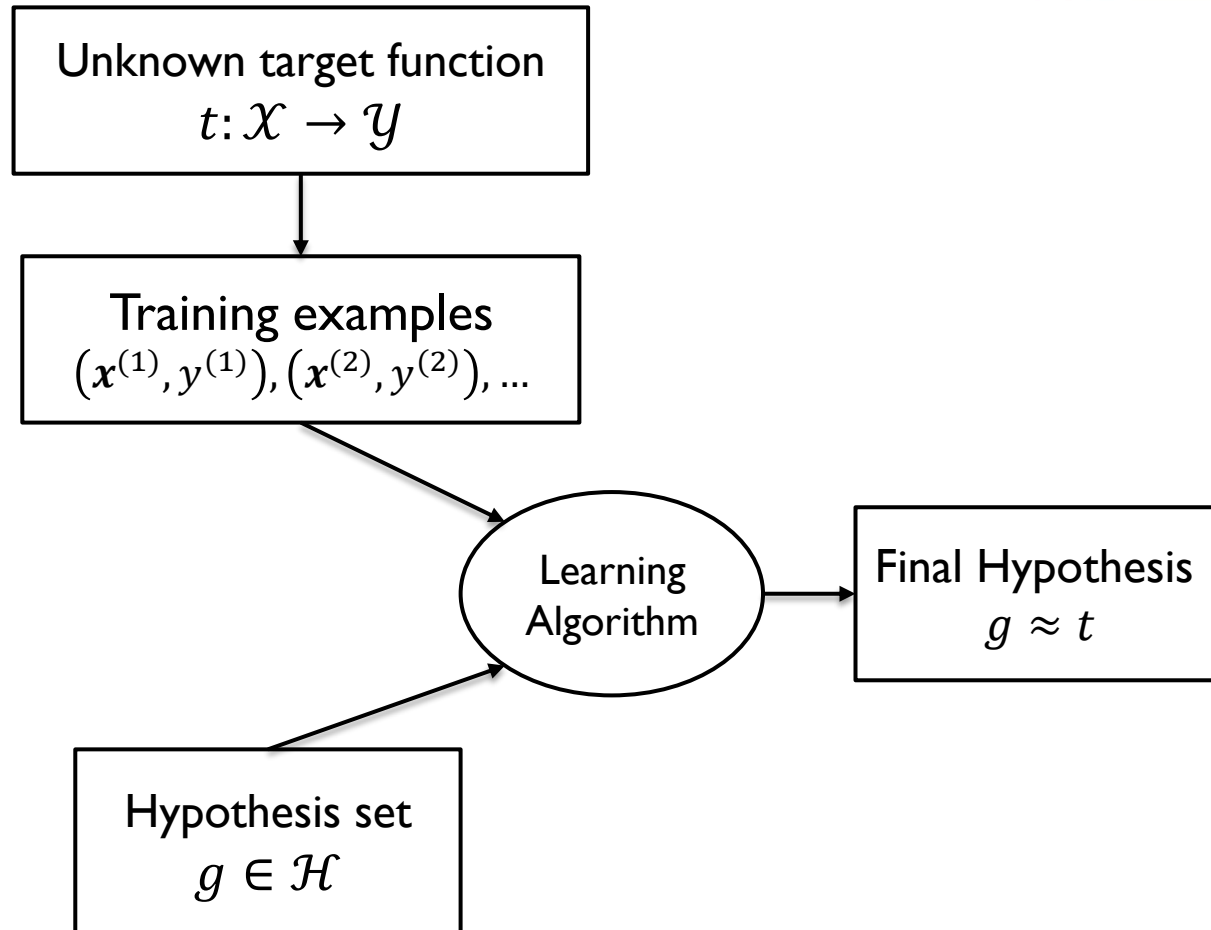 Unknown target function
t: 𝒳 → 𝒴
Training examples
(𝒙⁽¹⁾, y⁽¹⁾), (𝒙⁽²⁾, y⁽²⁾), …
Learning
Algorithm
Final Hypothesis
g ≈ t
Hypothesis set
g ∈ ℋ